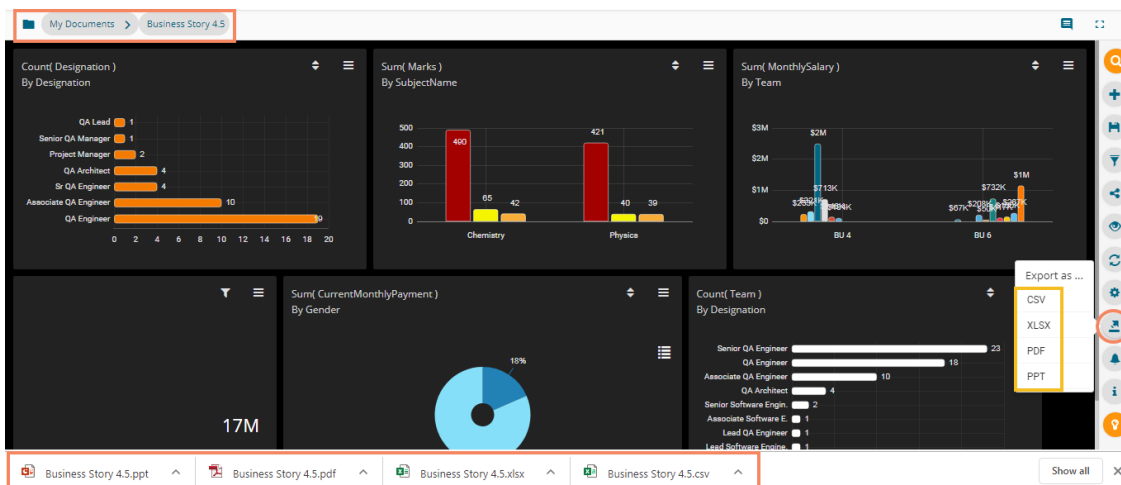 My Documents > Business Story 4.5
Count( Designation )
By Designation
QA Lead 1
Senior QA Manager 1
Project Manager 2
QA Architect 4
Sr QA Engineer 4
Associate QA Engineer 10
QA Engineer 19
0 2 4 6 8 10 12 14 16 18 20
Sum( Marks )
By SubjectName
500
400
300
200
100
0
490 65 42
421 40 39
Chemistry Physics
Sum( MonthlySalary )
By Team
$3M
$2M
$1M
$0
$2M
$713K
$67K
$732K
$1M
BU 4 BU 6
17M
Sum( CurrentMonthlyPayment )
By Gender
18%
Count( Team )
By Designation
Senior QA Engineer 23
QA Engineer 18
Associate QA Engineer 10
QA Architect 4
Senior Software Engin. 2
Associate Software E. 1
Lead QA Engineer 1
Lead Software Engine. 1
Export as ...
CSV
XLSX
PDF
PPT
Business Story 4.5.ppt
Business Story 4.5.pdf
Business Story 4.5.xlsx
Business Story 4.5.csv
Show all